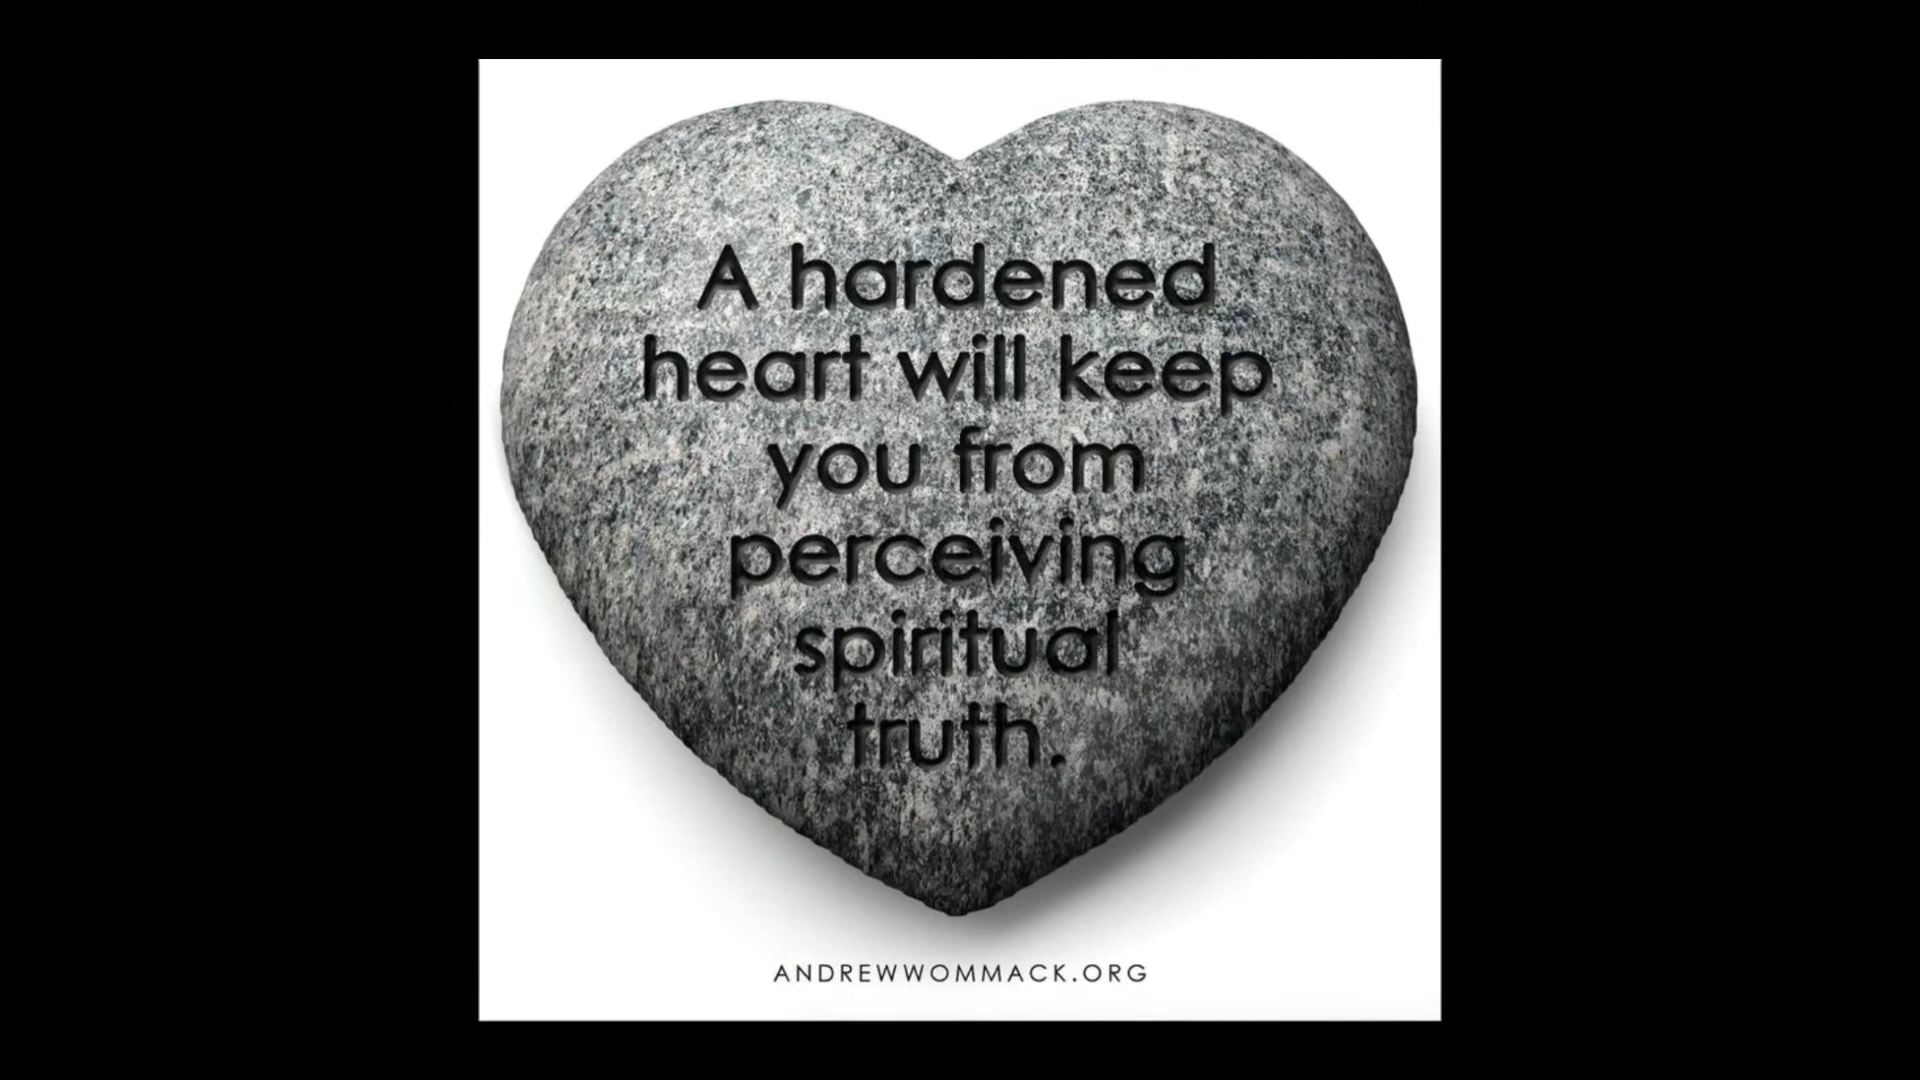 A hardened
heart will keep
you from
perceiving
spiritual
truth.
ANDREWWOMMACK.ORG